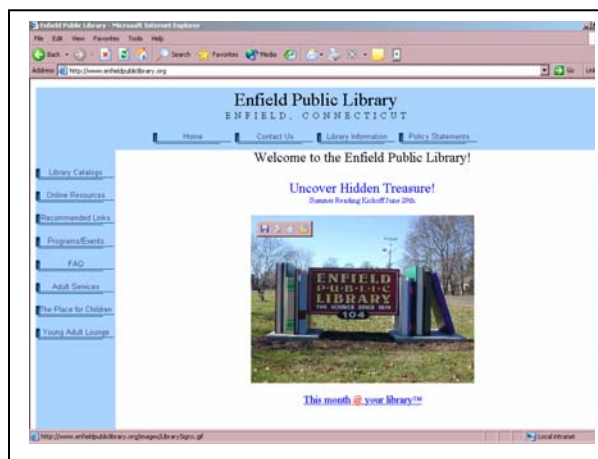 Enfield Public Library - Microsoft Internet Explorer
File Edit View Favorites Tools Help
Back Search Favorites Media
Address http://www.enfieldpubliclibrary.org Go
Enfield Public Library
ENFIELD, CONNECTICUT
Home Contact Us Library Information Policy Statements
Welcome to the Enfield Public Library!
Library Catalogs
Online Resources
Recommended Links
Programs/Events
FAQ
Adult Services
The Place for Children
Young Adult Lounge
Uncover Hidden Treasure!
Summer Reading Kickoff June 29th
ENFIELD
PUBLIC
LIBRARY
104
This month @ your library™
http://www.enfieldpubliclibrary.org/images/LibrarySignx.gif
Local intranet